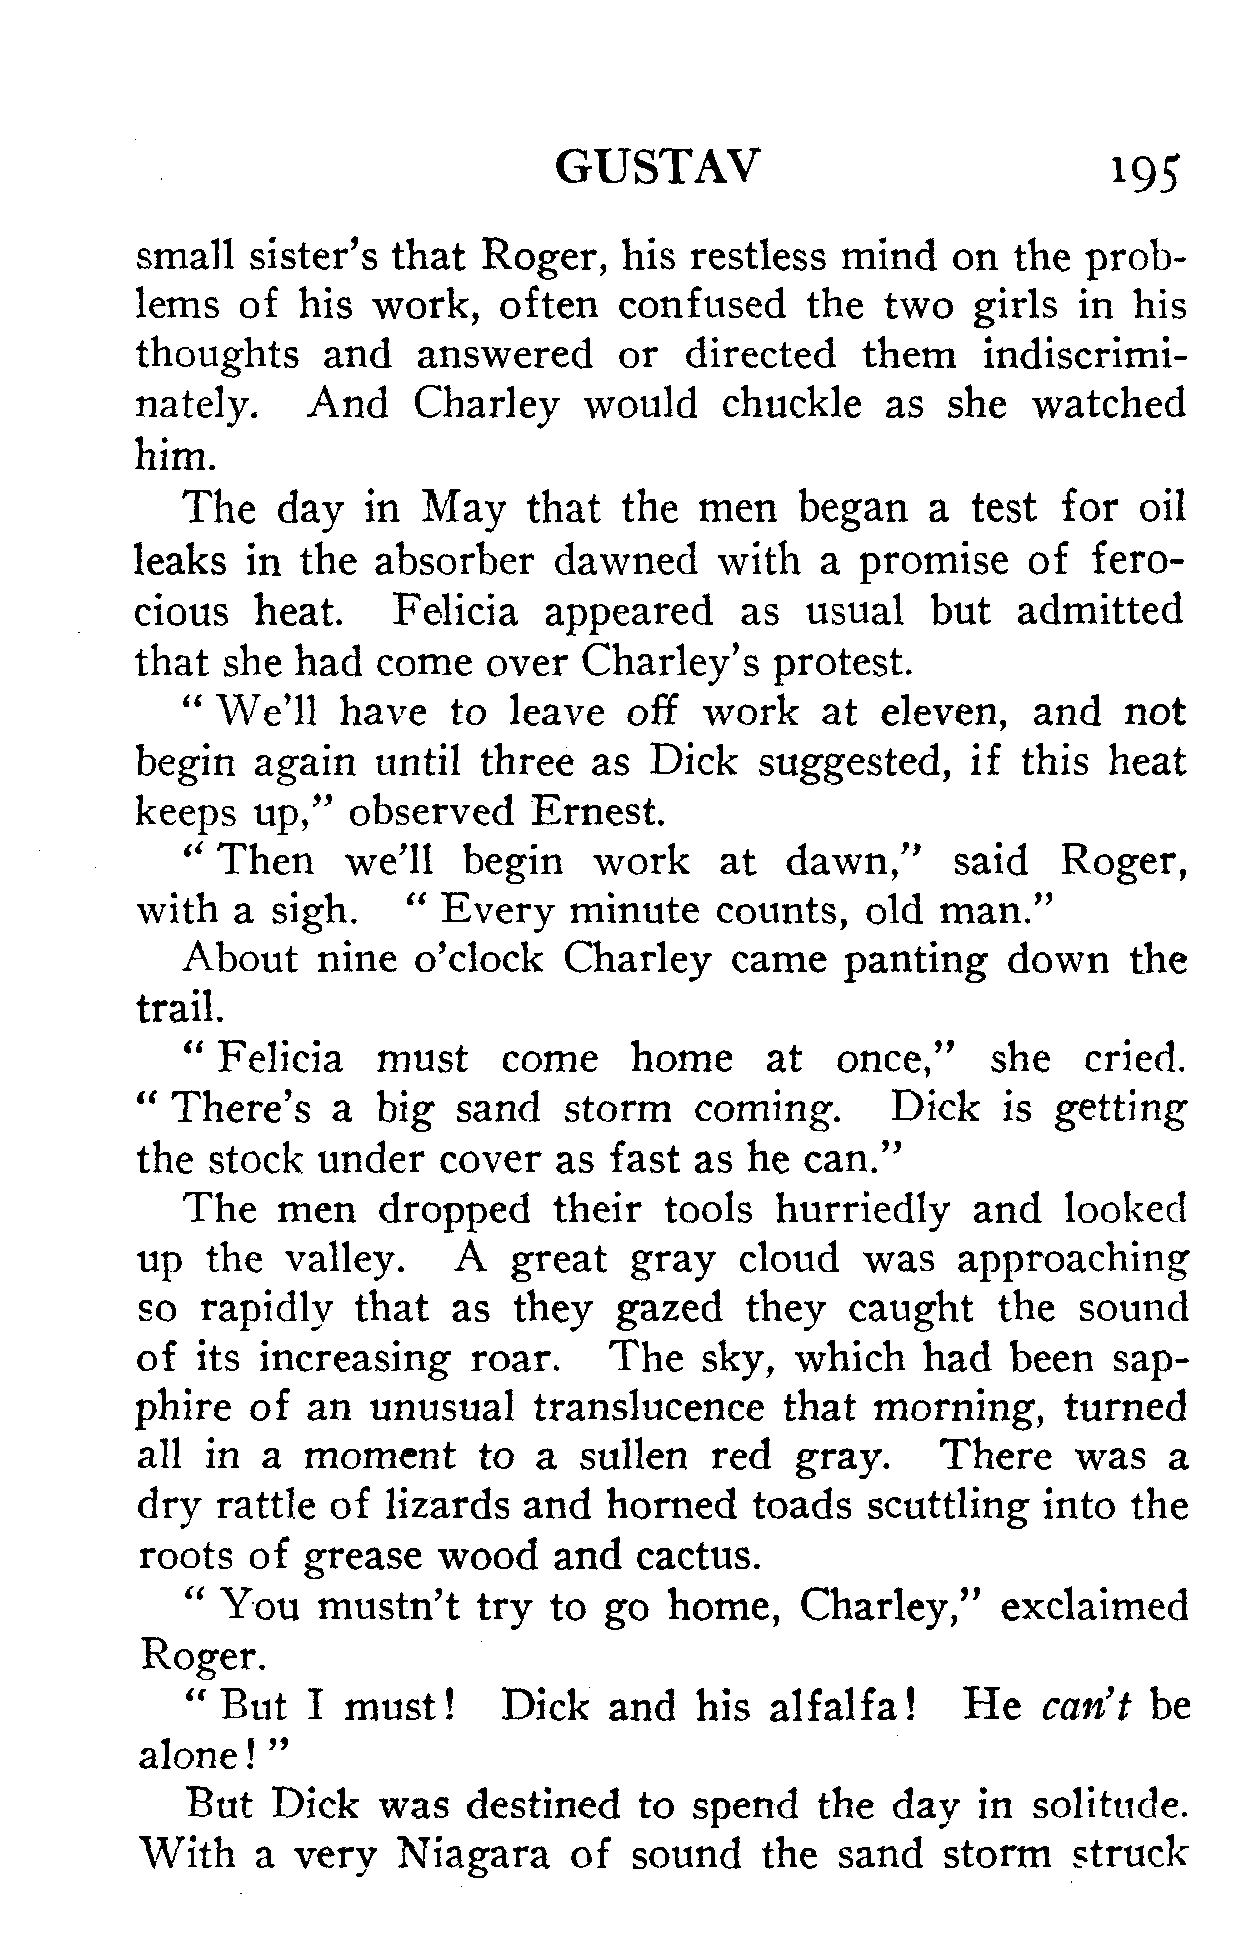 GUSTAV 195
small sister's that Roger, his restless mind on the prob-
lems of his work, often confused the two girls in his
thoughts and answered or directed them indiscrimi-
nately. And Charley would chuckle as she watched
him.
The day in May that the men began a test for oil
leaks in the absorber dawned with a promise of fero-
cious heat. Felicia appeared as usual but admitted
that she had come over Charley's protest.
" We'll have to leave off work at eleven, and not
begin again until three as Dick suggested, if this heat
keeps up," observed Ernest.
" Then we'll begin work at dawn," said Roger,
with a sigh. " Every minute counts, old man."
About nine o'clock Charley came panting down the
trail.
" Felicia must come home at once," she cried.
" There's a big sand storm coming. Dick is getting
the stock under cover as fast as he can."
The men dropped their tools hurriedly and looked
up the valley. A great gray cloud was approaching
so rapidly that as they gazed they caught the sound
of its increasing roar. The sky, which had been sap-
phire of an unusual translucence that morning, turned
all in a moment to a sullen red gray. There was a
dry rattle of lizards and horned toads scuttling into the
roots of grease wood and cactus.
" You mustn't try to go home, Charley," exclaimed
Roger.
" But I must! Dick and his alfalfa! He can't be
alone! "
But Dick was destined to spend the day in solitude.
With a very Niagara of sound the sand storm struck